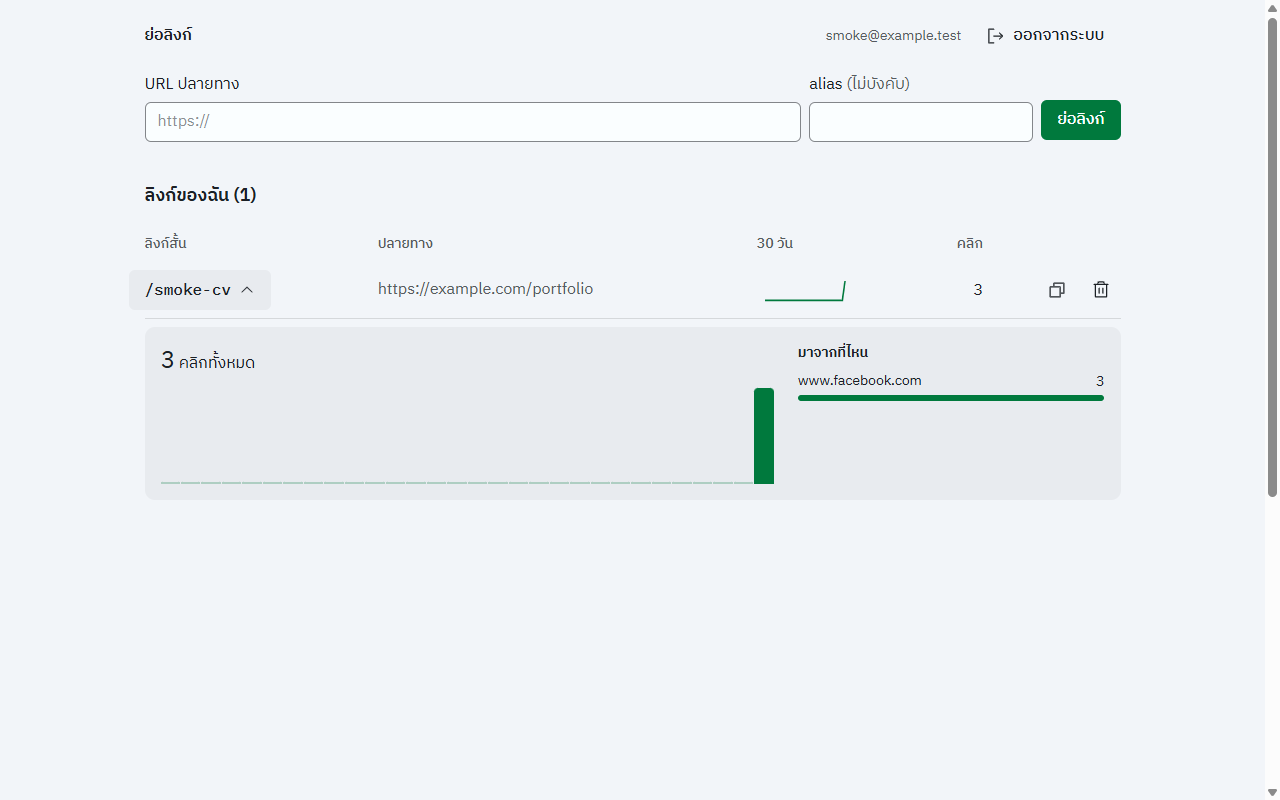 ย่อลิงก์
smoke@example.test ออกจากระบบ
URL ปลายทาง alias (ไม่บังคับ)
https:// ย่อลิงก์
ลิงก์ของฉัน (1)
ลิงก์สั้น ปลายทาง 30 วัน คลิก
/smoke-cv https://example.com/portfolio 3
3 คลิกทั้งหมด
มาจากที่ไหน
www.facebook.com 3